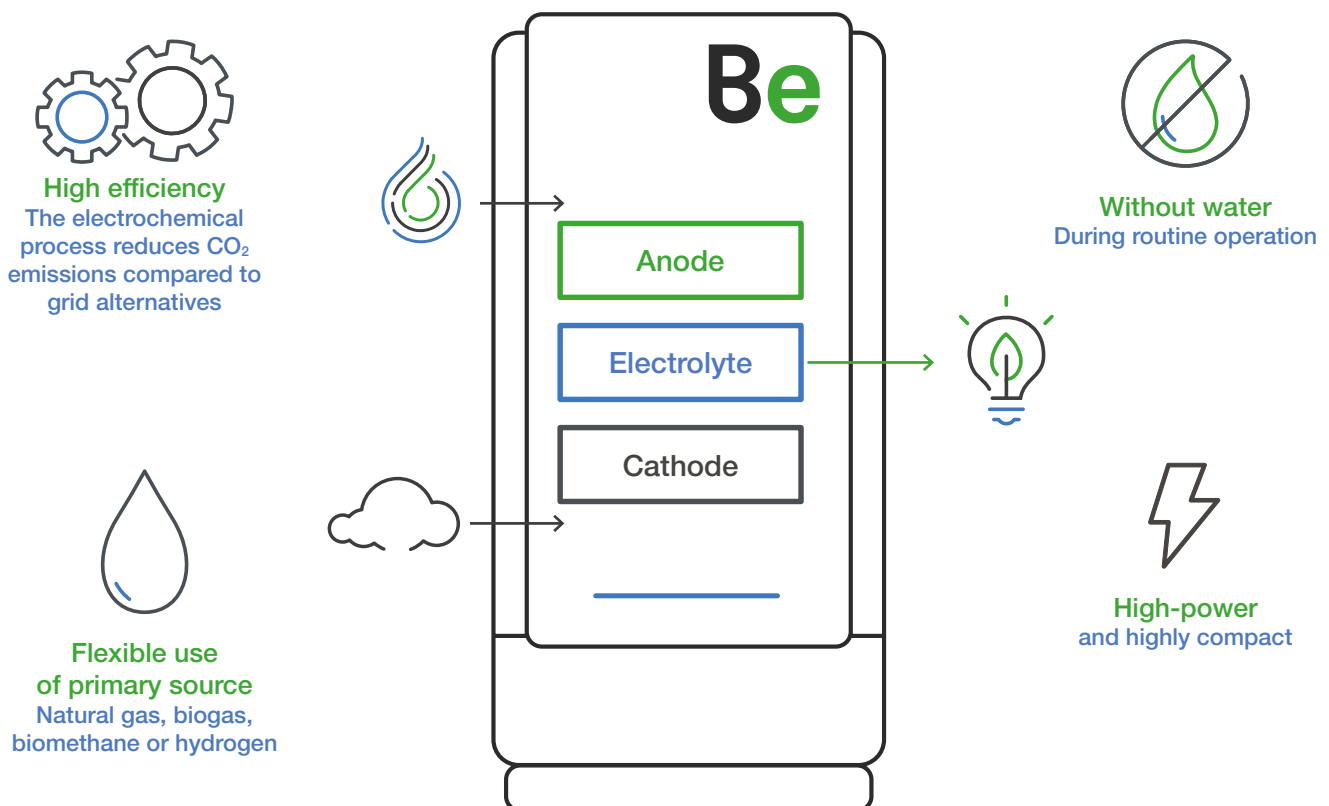 Be
High efficiency
The electrochemical
process reduces CO₂
emissions compared to
grid alternatives
Without water
During routine operation
Anode
Electrolyte
Cathode
Flexible use
of primary source
Natural gas, biogas,
biomethane or hydrogen
High-power
and highly compact